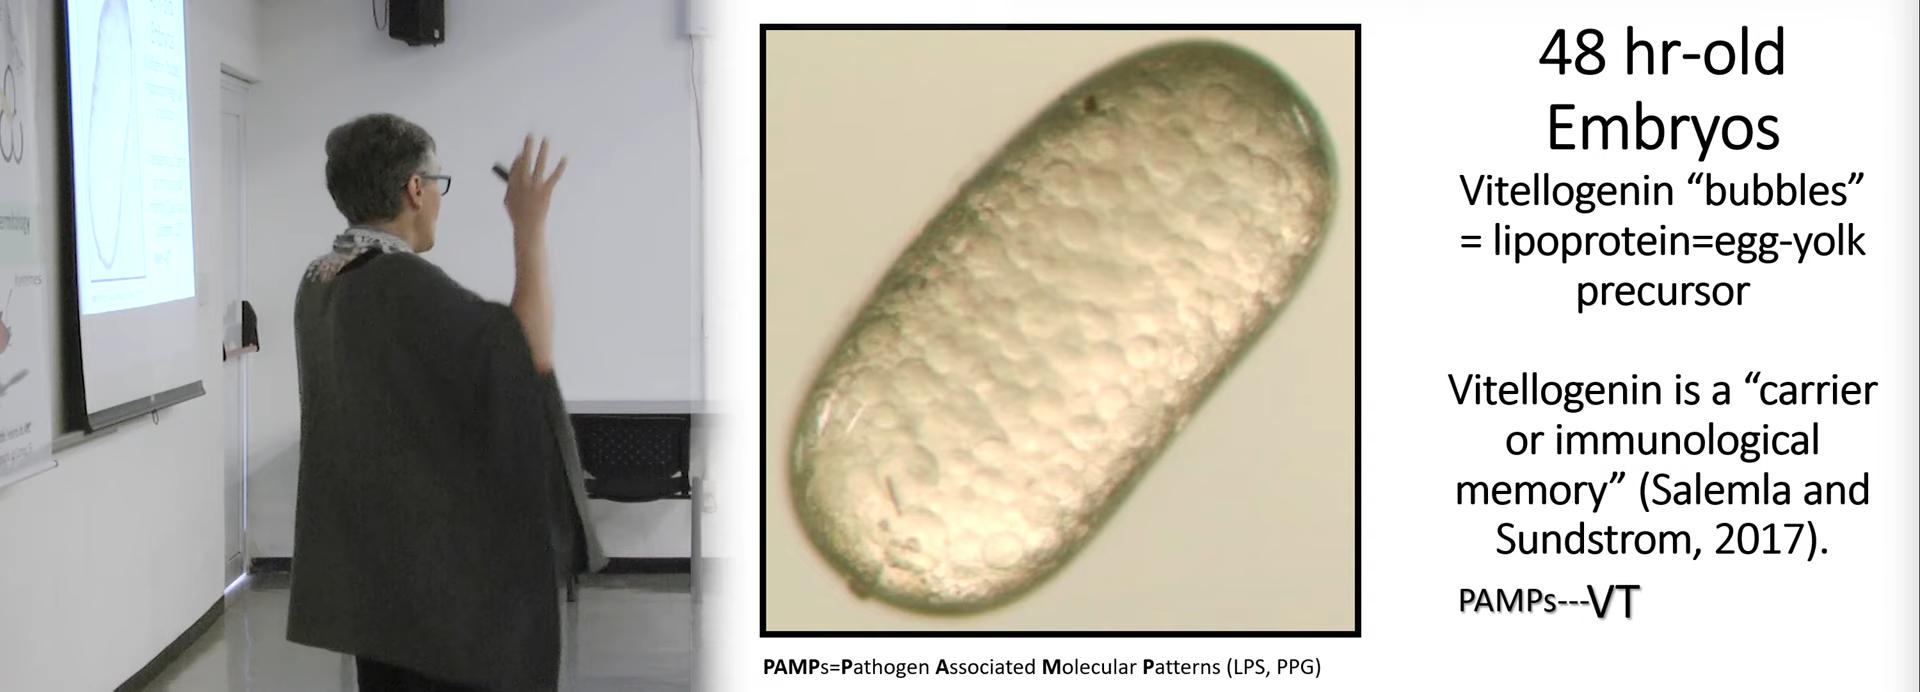 48 hr-old
Embryos
Vitellogenin “bubbles”
= lipoprotein=egg-yolk
precursor
Vitellogenin is a “carrier
or immunological
memory” (Salemla and
Sundstrom, 2017).
PAMPs---VT
PAMPs=Pathogen Associated Molecular Patterns (LPS, PPG)